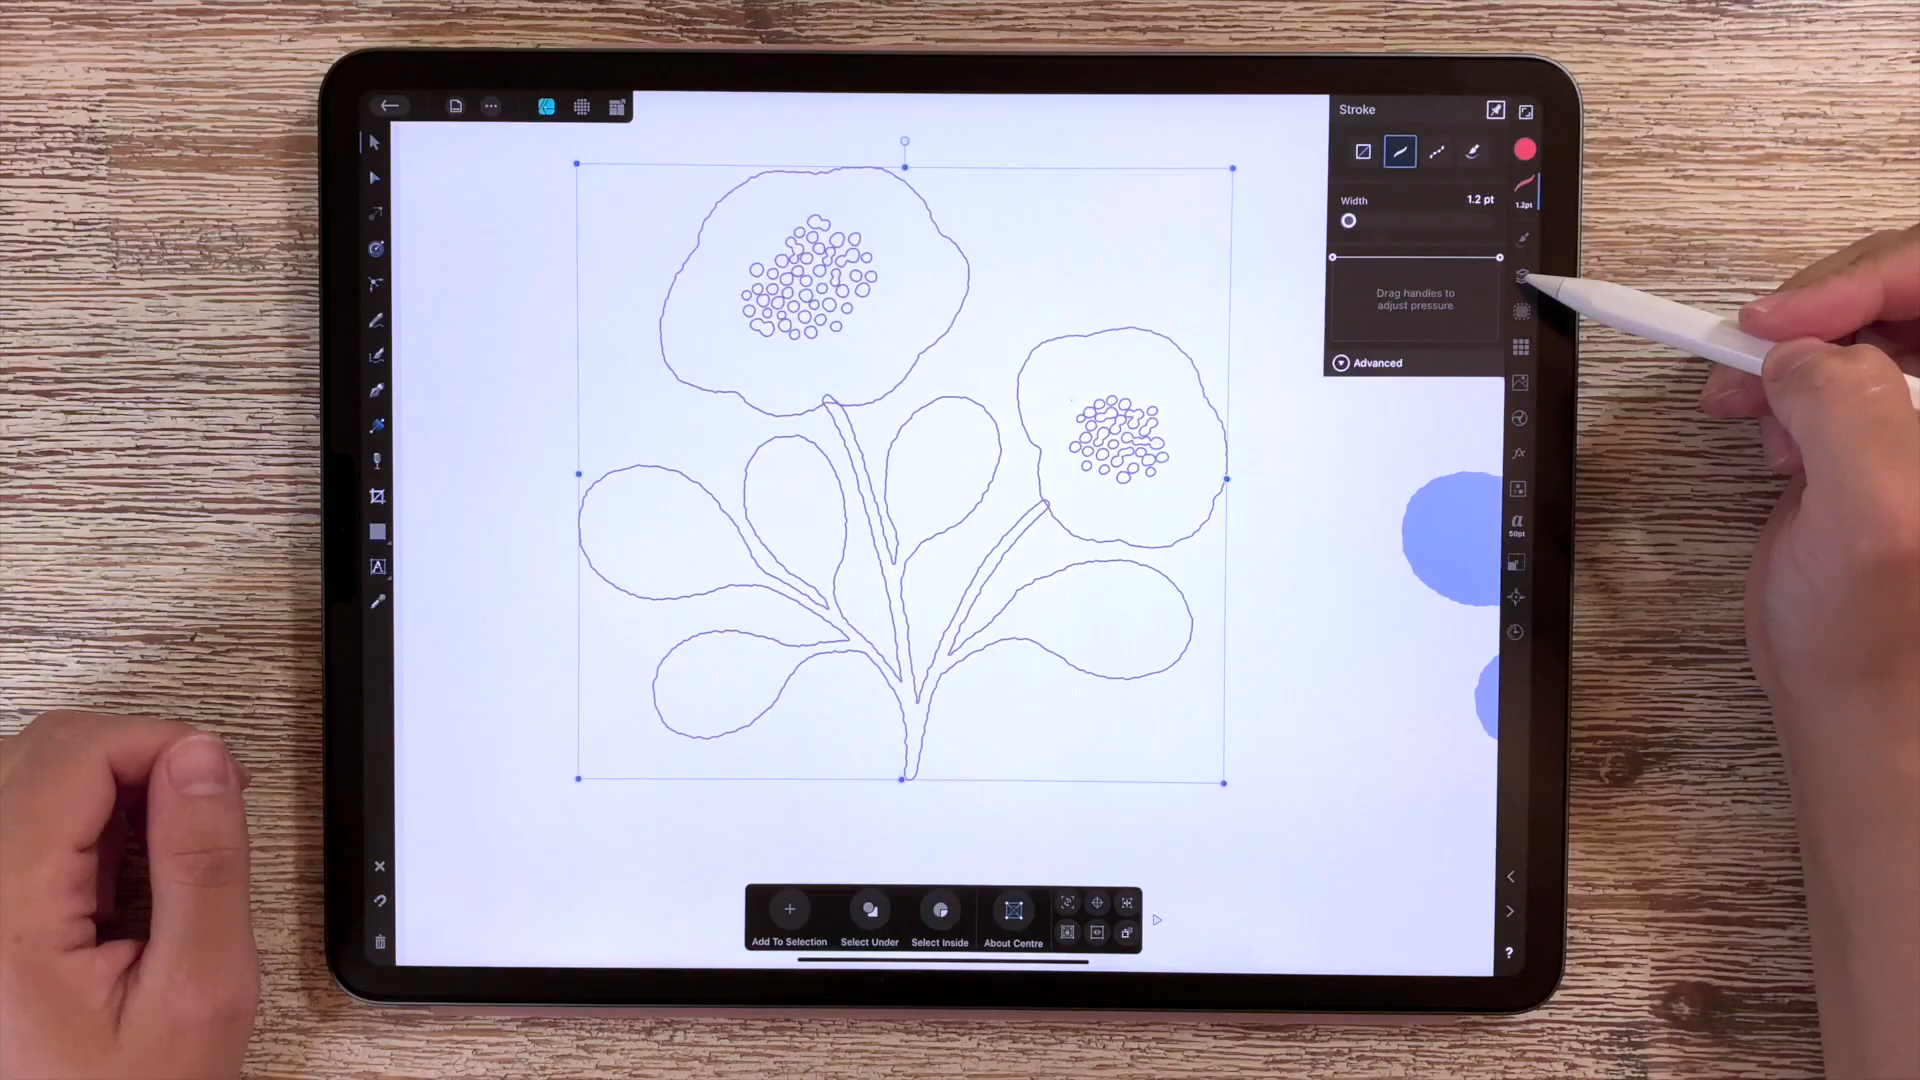 Stroke
Width 1.2 pt
1.2pt
Drag handles to
adjust pressure
Advanced
fx
a
50pt
A
Add To Selection
Select Under
Select Inside
About Centre
?